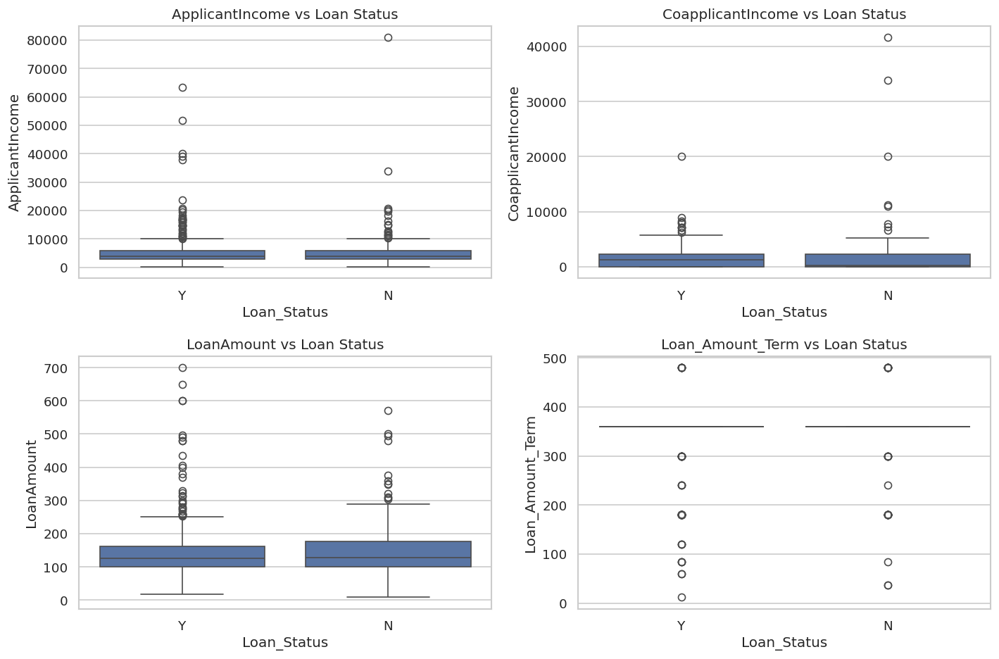 ApplicantIncome vs Loan Status
80000
70000
60000
50000
40000
30000
20000
10000
0
ApplicantIncome
Y N
Loan_Status
CoapplicantIncome vs Loan Status
40000
30000
20000
10000
0
CoapplicantIncome
Y N
Loan_Status
LoanAmount vs Loan Status
700
600
500
400
300
200
100
0
LoanAmount
Y N
Loan_Status
Loan_Amount_Term vs Loan Status
500
400
300
200
100
0
Loan_Amount_Term
Y N
Loan_Status